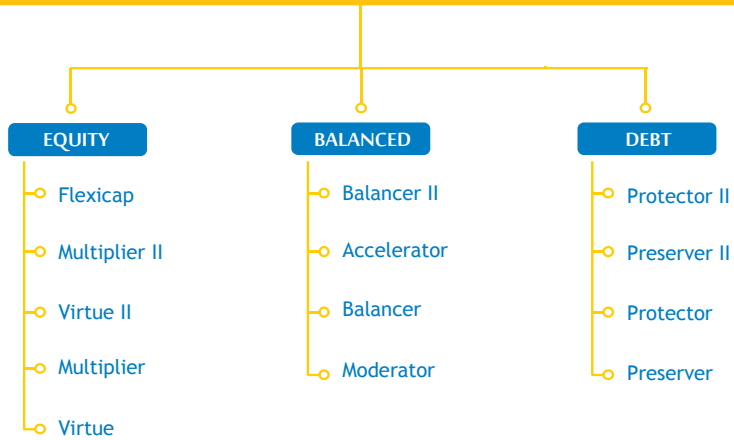 EQUITY
Flexicap
Multiplier II
Virtue II
Multiplier
Virtue
BALANCED
Balancer II
Accelerator
Balancer
Moderator
DEBT
Protector II
Preserver II
Protector
Preserver